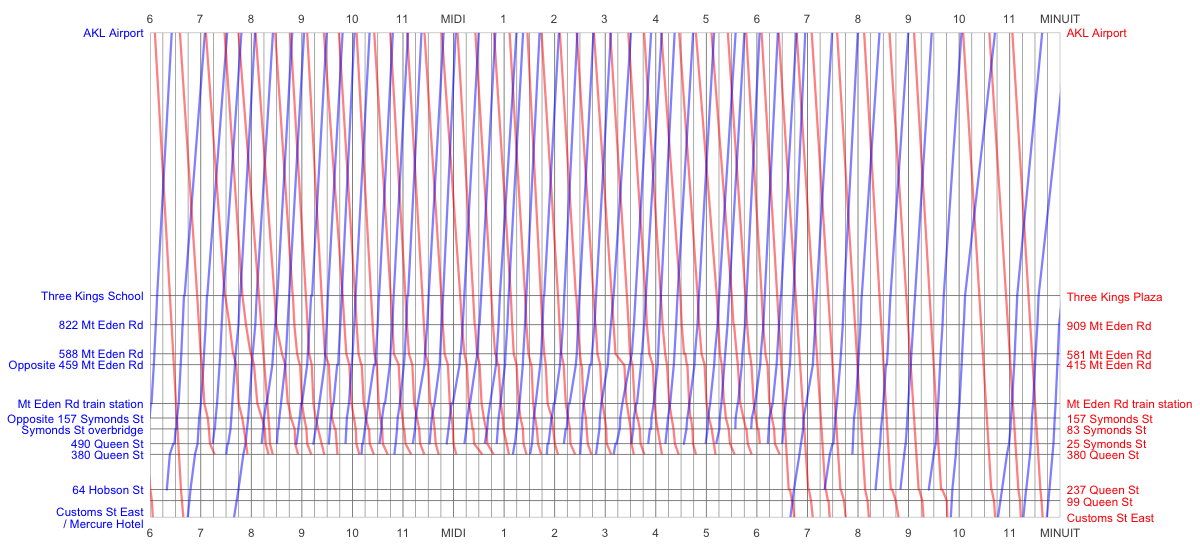 6 7 8 9 10 11 MIDI 1 2 3 4 5 6 7 8 9 10 11 MINUIT
AKL Airport AKL Airport
Three Kings School Three Kings Plaza
822 Mt Eden Rd 909 Mt Eden Rd
588 Mt Eden Rd 581 Mt Eden Rd
Opposite 459 Mt Eden Rd 415 Mt Eden Rd
Mt Eden Rd train station Mt Eden Rd train station
Opposite 157 Symonds St 157 Symonds St
Symonds St overbridge 83 Symonds St
490 Queen St 25 Symonds St
380 Queen St 380 Queen St
64 Hobson St 237 Queen St
99 Queen St
Customs St East Customs St East
/ Mercure Hotel
6 7 8 9 10 11 MIDI 1 2 3 4 5 6 7 8 9 10 11 MINUIT